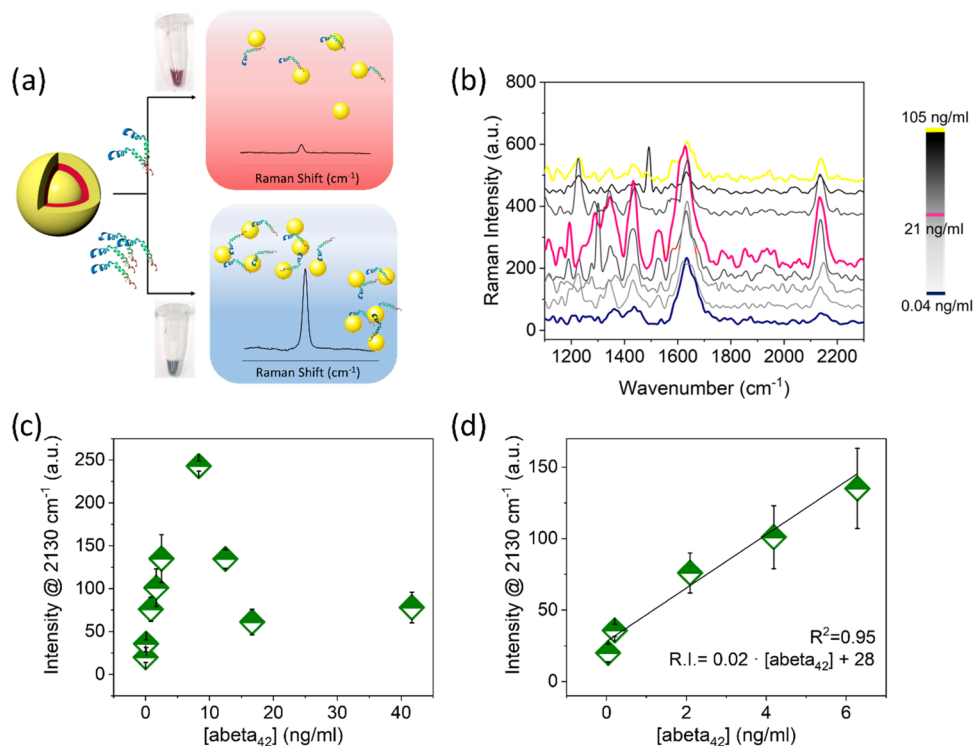 (a)
Raman Shift (cm⁻¹)
Raman Shift (cm⁻¹)
(b)
Raman Intensity (a.u.)
800
600
400
200
0
1200 1400 1600 1800 2000 2200
Wavenumber (cm⁻¹)
105 ng/ml
21 ng/ml
0.04 ng/ml
(c)
Intensity @ 2130 cm⁻¹ (a.u.)
250
200
150
100
50
0
0 10 20 30 40
[abeta₄₂] (ng/ml)
(d)
Intensity @ 2130 cm⁻¹ (a.u.)
150
100
50
0
R²=0.95
R.I.= 0.02 · [abeta₄₂] + 28
0 2 4 6
[abeta₄₂] (ng/ml)